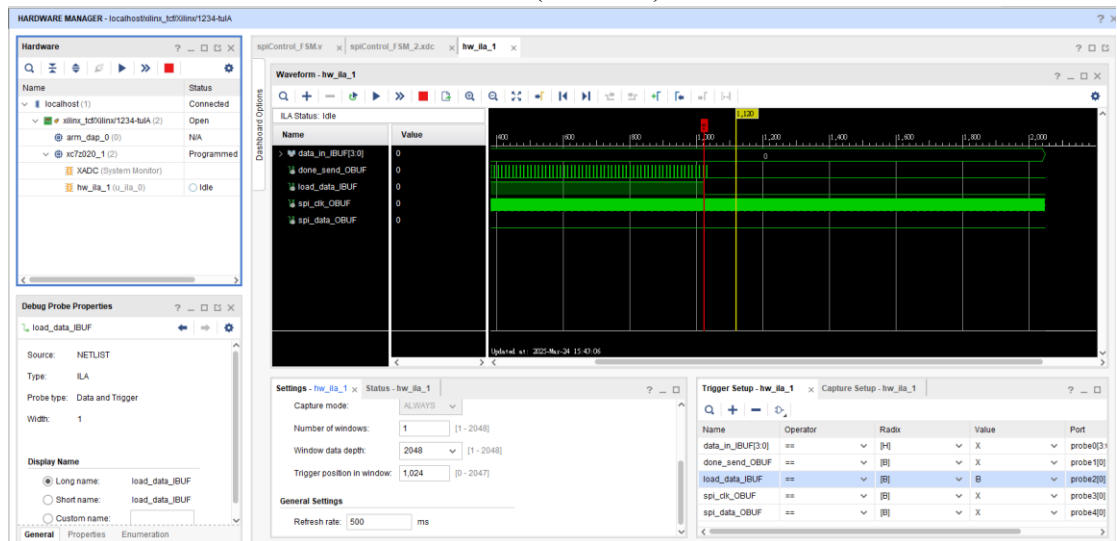 HARDWARE MANAGER - localhost/xilinx_tcf/Xilinx/1234-tulA
Hardware
Name Status
localhost (1) Connected
xilinx_tcf/Xilinx/1234-tulA (2) Open
arm_dap_0 (0) N/A
xc7z020_1 (2) Programmed
XADC (System Monitor)
hw_ila_1 (u_ila_0) Idle
Debug Probe Properties
load_data_IBUF
Source: NETLIST
Type: ILA
Probe type: Data and Trigger
Width: 1
Display Name
Long name: load_data_IBUF
Short name: load_data_IBUF
Custom name:
General Properties Enumeration
spiControl_FSM.v spiControl_FSM_2.xdc hw_ila_1
Dashboard Options
Waveform - hw_ila_1
ILA Status: Idle
Name Value
data_in_IBUF[3:0] 0
done_send_OBUF 0
load_data_IBUF 0
spi_clk_OBUF 0
spi_data_OBUF 0
1,120
400 600 800 1,000 1,200 1,400 1,600 1,800 2,000
0
Updated at: 2025-Mar-24 15:43:06
Settings - hw_ila_1 Status - hw_ila_1
Capture mode: ALWAYS
Number of windows: 1 [1 - 2048]
Window data depth: 2048 [1 - 2048]
Trigger position in window: 1,024 [0 - 2047]
General Settings
Refresh rate: 500 ms
Trigger Setup - hw_ila_1 Capture Setup - hw_ila_1
Name Operator Radix Value Port
data_in_IBUF[3:0] == [H] X probe0[3:
done_send_OBUF == [B] X probe1[0]
load_data_IBUF == [B] B probe2[0]
spi_clk_OBUF == [B] X probe3[0]
spi_data_OBUF == [B] X probe4[0]